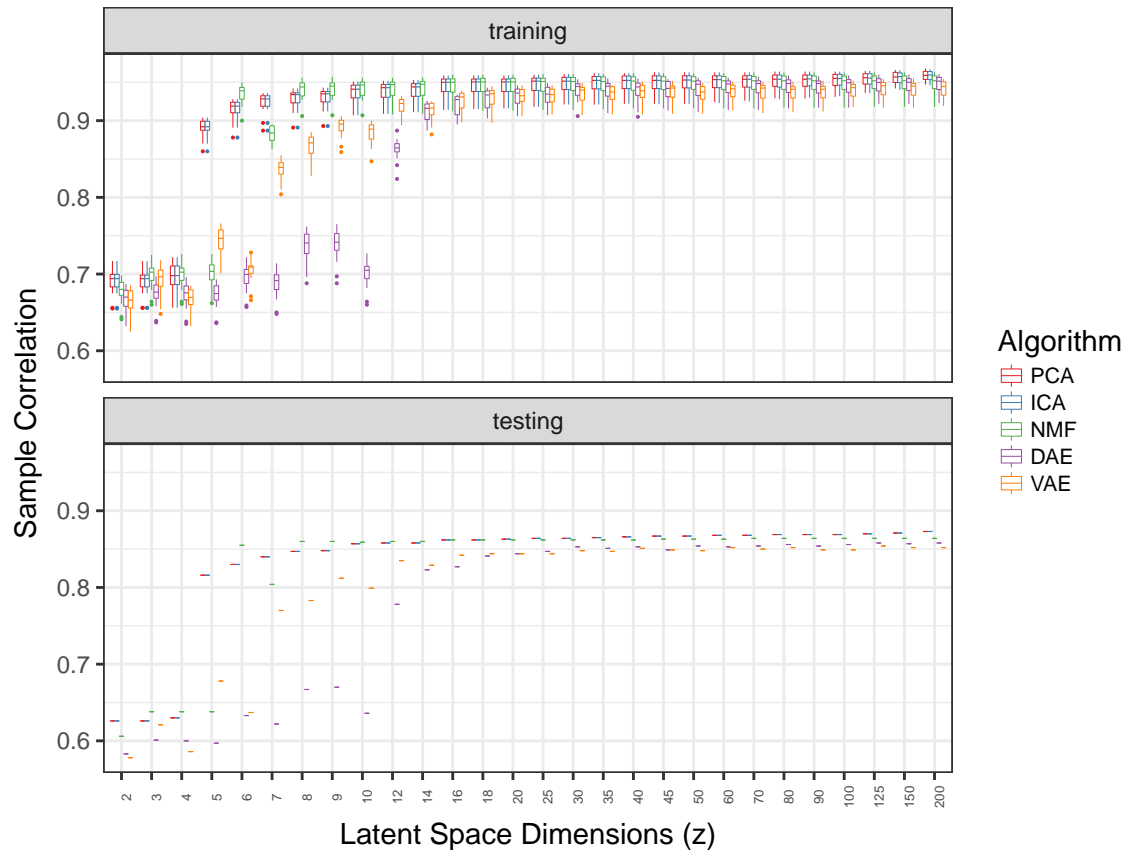 training
0.9
0.8
0.7
0.6
testing
0.9
0.8
0.7
0.6
Sample Correlation
2 3 4 5 6 7 8 9 10 12 14 16 18 20 25 30 35 40 45 50 60 70 80 90 100 125 150 200
Latent Space Dimensions (z)
Algorithm
PCA
ICA
NMF
DAE
VAE